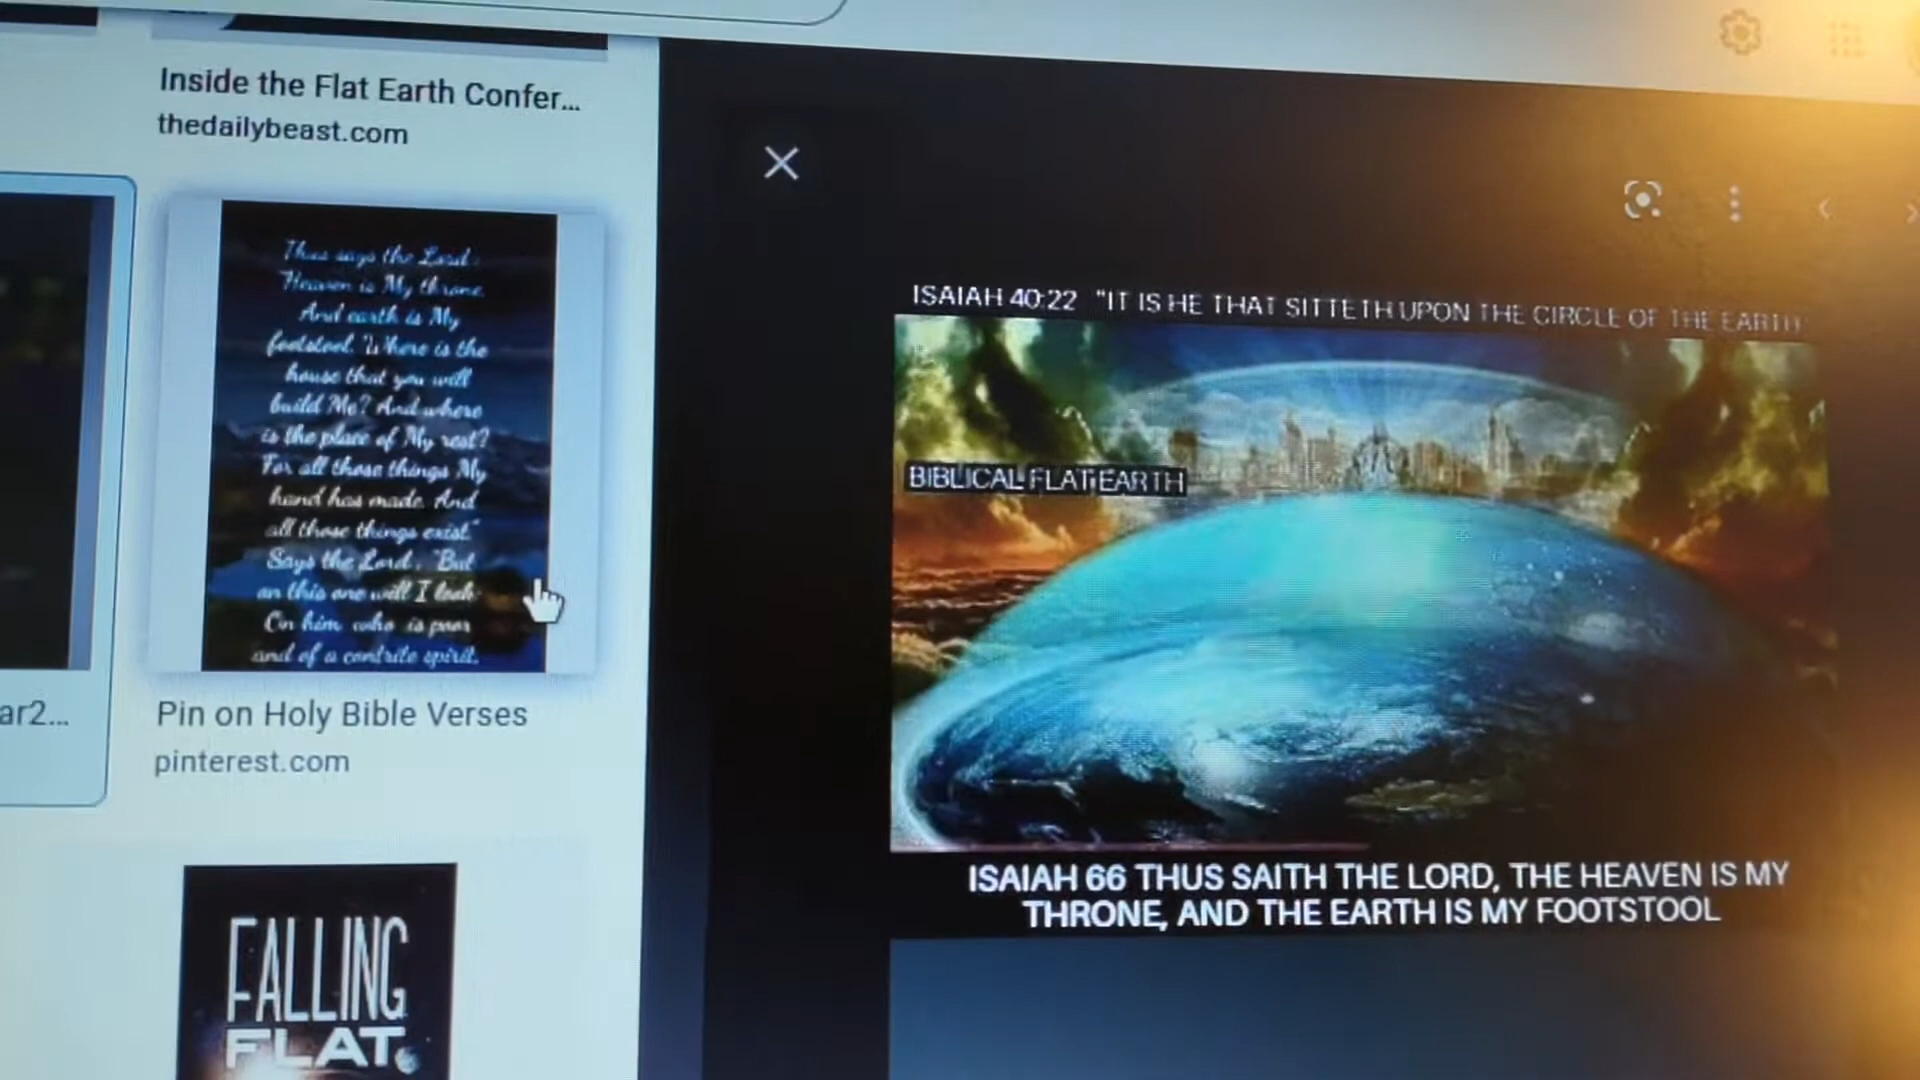 Inside the Flat Earth Confer...
thedailybeast.com
Thus says the Lord:
"Heaven is My throne,
And earth is My
footstool. Where is the
house that you will
build Me? And where
is the place of My rest?
For all those things My
hand has made, And
all those things exist."
Says the Lord. "But
on this one will I look:
On him who is poor
and of a contrite spirit,
ar2...
Pin on Holy Bible Verses
pinterest.com
FALLING
FLAT.
ISAIAH 40:22 "IT IS HE THAT SITTETH UPON THE CIRCLE OF THE EARTH
BIBLICAL FLAT EARTH
ISAIAH 66 THUS SAITH THE LORD, THE HEAVEN IS MY
THRONE, AND THE EARTH IS MY FOOTSTOOL